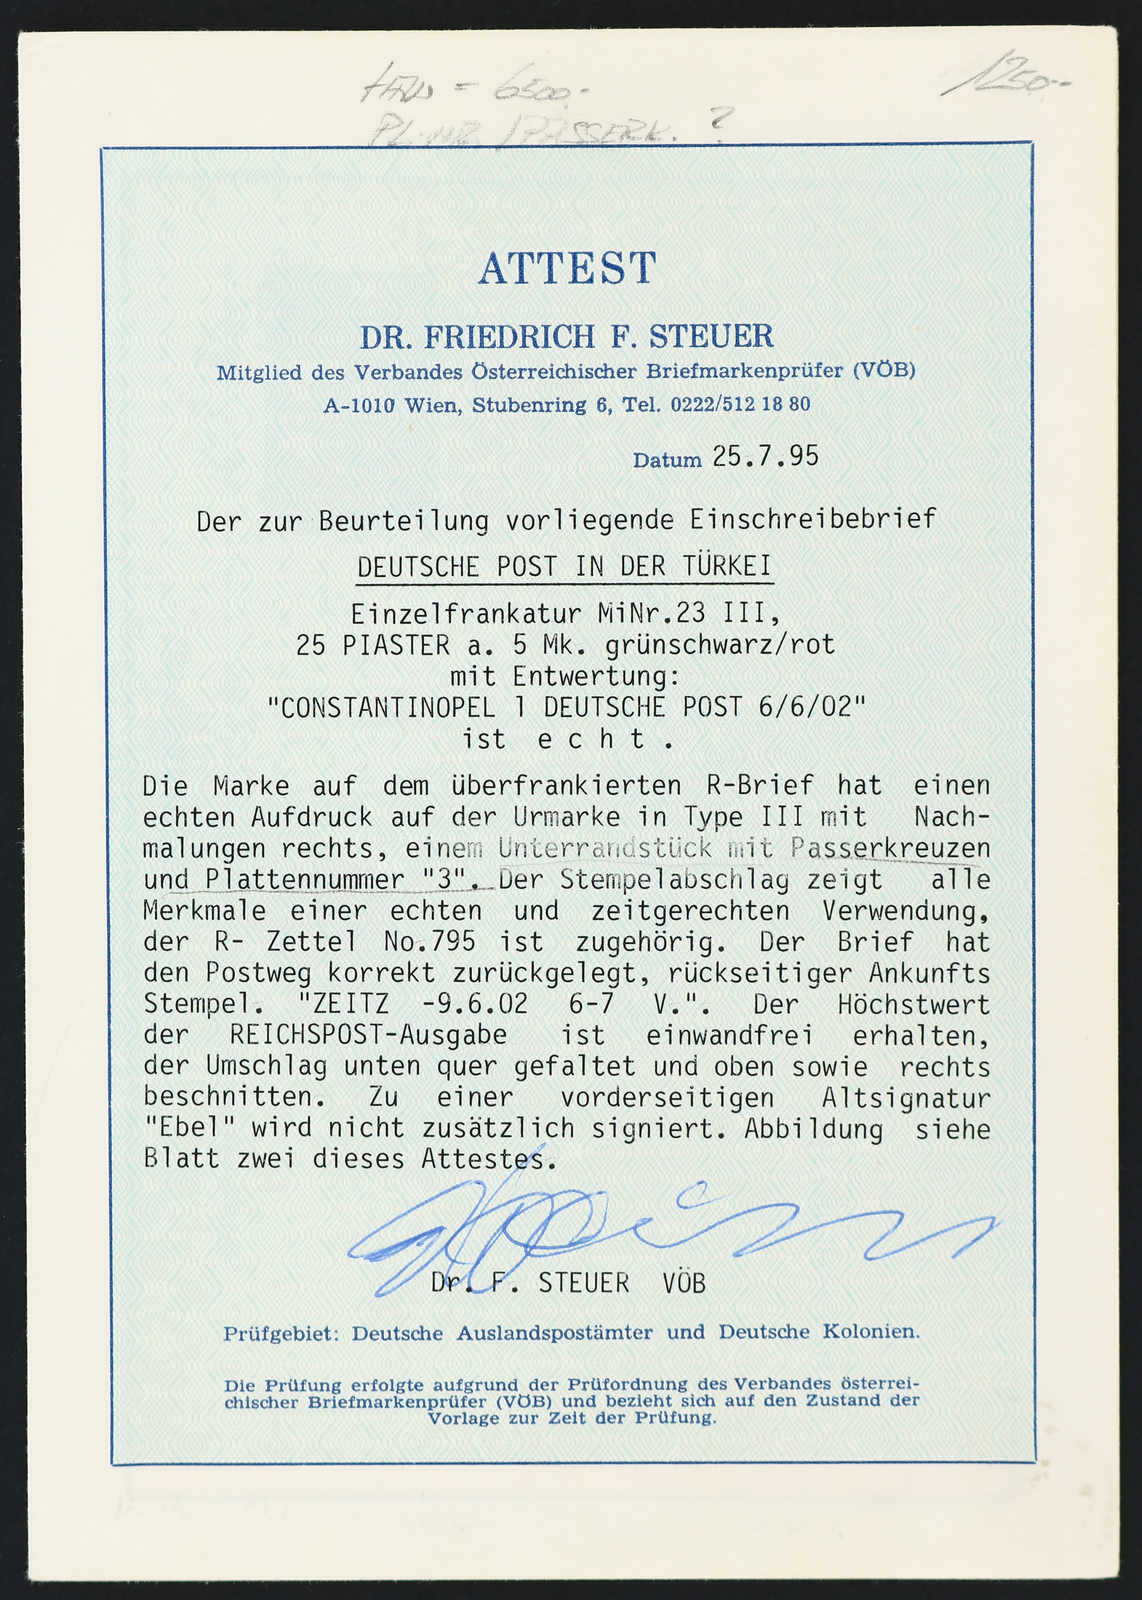 = 6500.-
1250.--
PL-NR. / PASSERK. ?
ATTEST
DR. FRIEDRICH F. STEUER
Mitglied des Verbandes Österreichischer Briefmarkenprüfer (VÖB)
A-1010 Wien, Stubenring 6, Tel. 0222/512 18 80
Datum 25.7.95
Der zur Beurteilung vorliegende Einschreibebrief
DEUTSCHE POST IN DER TÜRKEI
Einzelfrankatur MiNr.23 III,
25 PIASTER a. 5 Mk. grünschwarz/rot
mit Entwertung:
"CONSTANTINOPEL 1 DEUTSCHE POST 6/6/02"
ist e c h t .
Die Marke auf dem überfrankierten R-Brief hat einen
echten Aufdruck auf der Urmarke in Type III mit Nach-
malungen rechts, einem Unterrandstück mit Passerkreuzen
und Plattennummer "3". Der Stempelabschlag zeigt alle
Merkmale einer echten und zeitgerechten Verwendung,
der R- Zettel No.795 ist zugehörig. Der Brief hat
den Postweg korrekt zurückgelegt, rückseitiger Ankunfts
Stempel. "ZEITZ -9.6.02 6-7 V.". Der Höchstwert
der REICHSPOST-Ausgabe ist einwandfrei erhalten,
der Umschlag unten quer gefaltet und oben sowie rechts
beschnitten. Zu einer vorderseitigen Altsignatur
"Ebel" wird nicht zusätzlich signiert. Abbildung siehe
Blatt zwei dieses Attestes.
Dr. F. STEUER VÖB
Prüfgebiet: Deutsche Auslandspostämter und Deutsche Kolonien.
Die Prüfung erfolgte aufgrund der Prüfordnung des Verbandes österrei-
chischer Briefmarkenprüfer (VÖB) und bezieht sich auf den Zustand der
Vorlage zur Zeit der Prüfung.